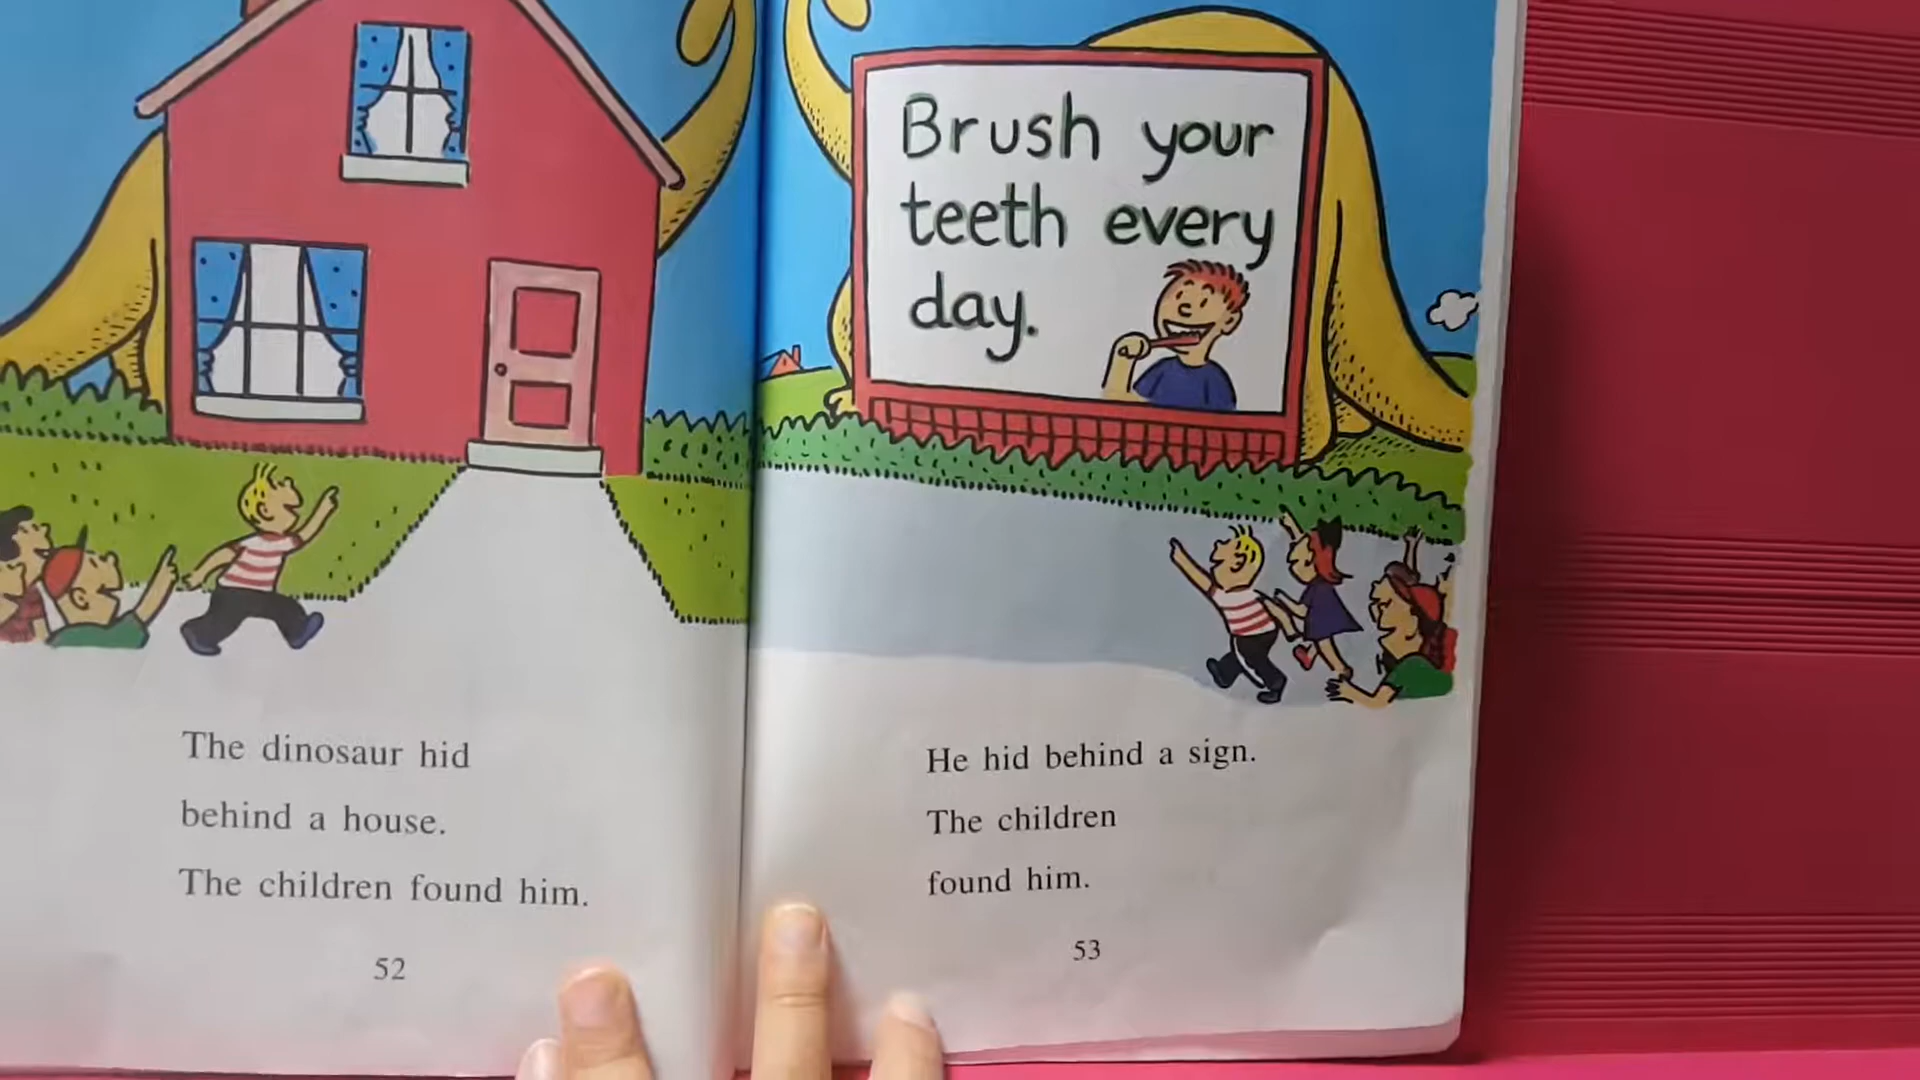 The dinosaur hid
behind a house.
The children found him.
52
Brush your
teeth every
day.
He hid behind a sign.
The children
found him.
53